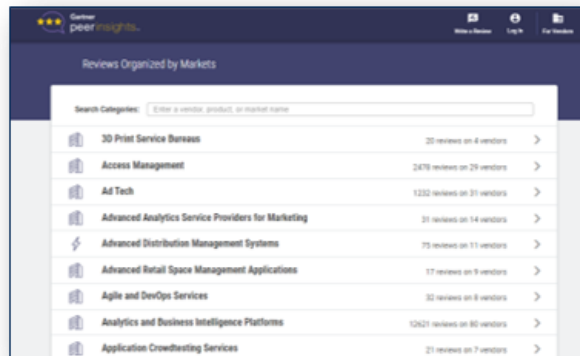 Gartner
peerinsights™
Write a Review
Log In
For Vendors
Reviews Organized by Markets
Search Categories: Enter a vendor, product, or market name
3D Print Service Bureaus 20 reviews on 4 vendors
Access Management 2478 reviews on 29 vendors
Ad Tech 1232 reviews on 31 vendors
Advanced Analytics Service Providers for Marketing 31 reviews on 14 vendors
Advanced Distribution Management Systems 75 reviews on 11 vendors
Advanced Retail Space Management Applications 17 reviews on 9 vendors
Agile and DevOps Services 32 reviews on 8 vendors
Analytics and Business Intelligence Platforms 12621 reviews on 80 vendors
Application Crowdtesting Services 21 reviews on 7 vendors